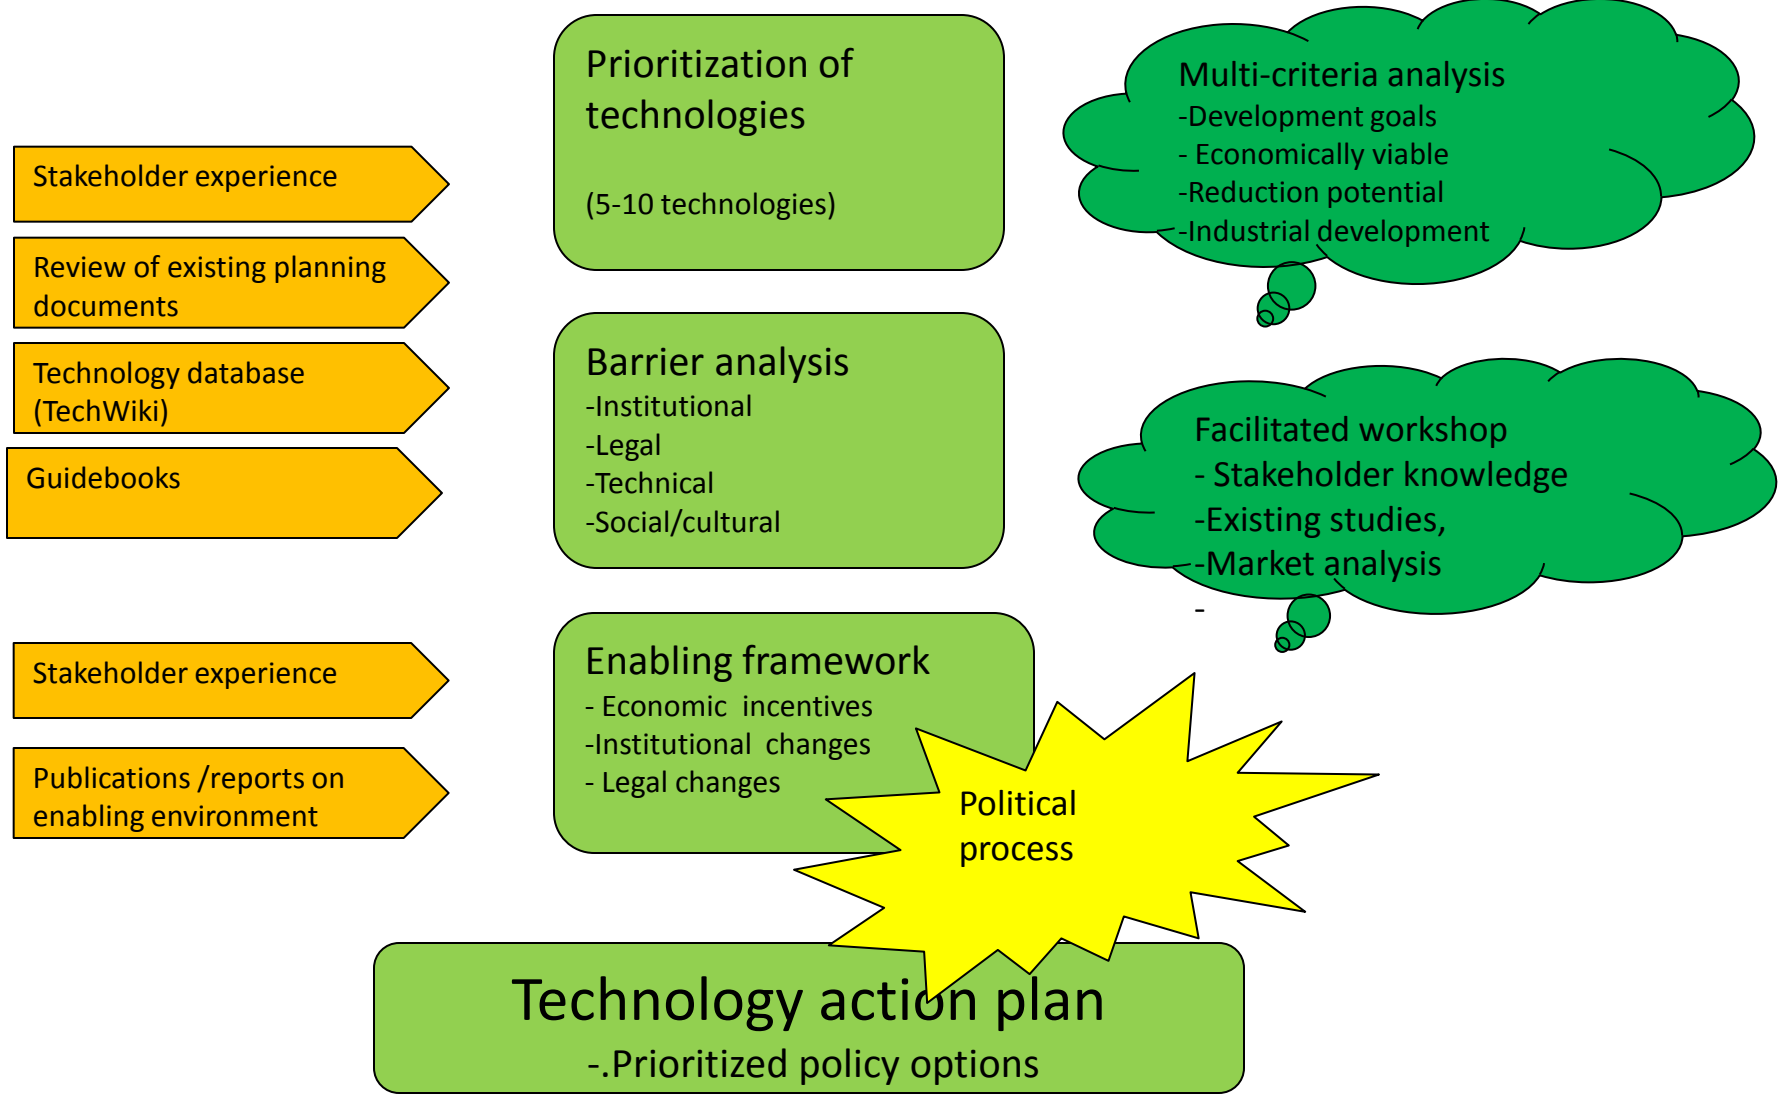 Prioritization of
technologies
(5-10 technologies)
Multi-criteria analysis
-Development goals
- Economically viable
-Reduction potential
-Industrial development
Stakeholder experience
Review of existing planning
documents
Technology database
(TechWiki)
Guidebooks
Barrier analysis
-Institutional
-Legal
-Technical
-Social/cultural
Facilitated workshop
- Stakeholder knowledge
-Existing studies,
-Market analysis
-
Stakeholder experience
Publications /reports on
enabling environment
Enabling framework
- Economic  incentives
-Institutional  changes
- Legal changes
Political
process
Technology action plan
-.Prioritized policy options